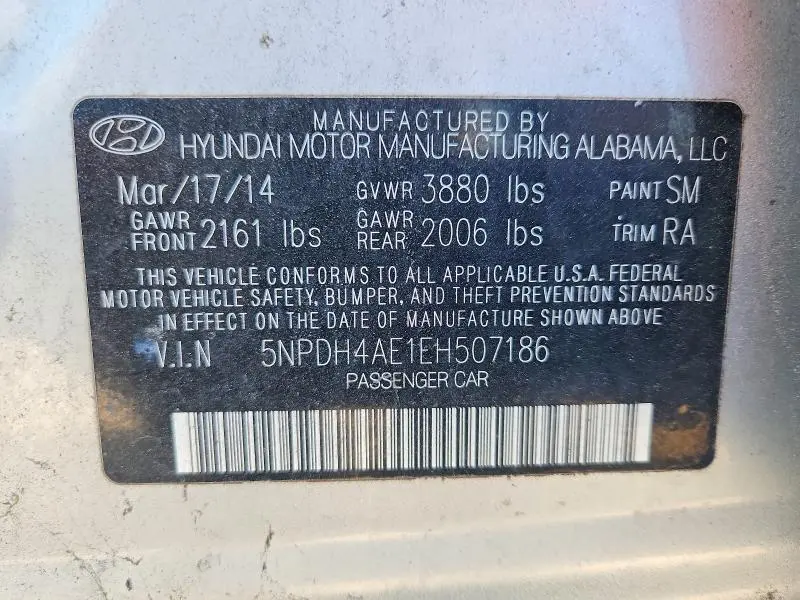 MANUFACTURED BY
HYUNDAI MOTOR MANUFACTURING ALABAMA, LLC
Mar/17/14 GVWR 3880 lbs PAINT SM
GAWR FRONT 2161 lbs GAWR REAR 2006 lbs TRIM RA
THIS VEHICLE CONFORMS TO ALL APPLICABLE U.S.A. FEDERAL
MOTOR VEHICLE SAFETY, BUMPER, AND THEFT PREVENTION STANDARDS
IN EFFECT ON THE DATE OF MANUFACTURE SHOWN ABOVE
V.I.N 5NPDH4AE1EH507186
PASSENGER CAR